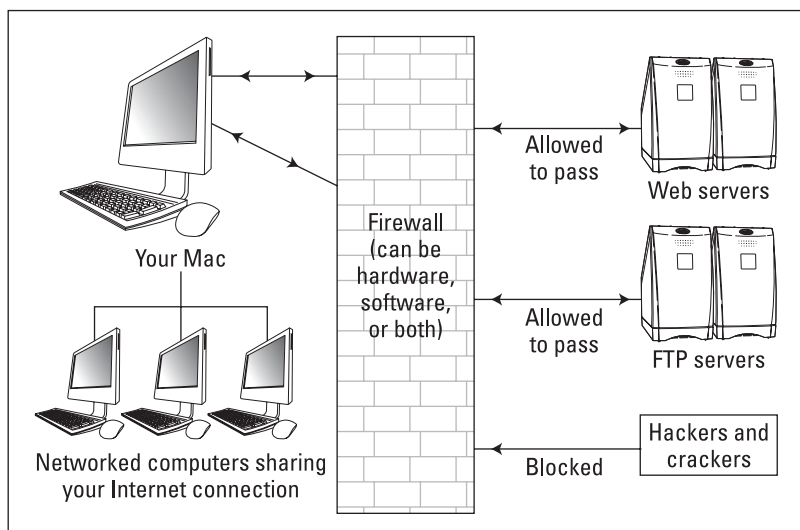 Your Mac
Networked computers sharing
your Internet connection
Firewall
(can be
hardware,
software,
or both)
Allowed
to pass
Web servers
Allowed
to pass
FTP servers
Blocked
Hackers and
crackers